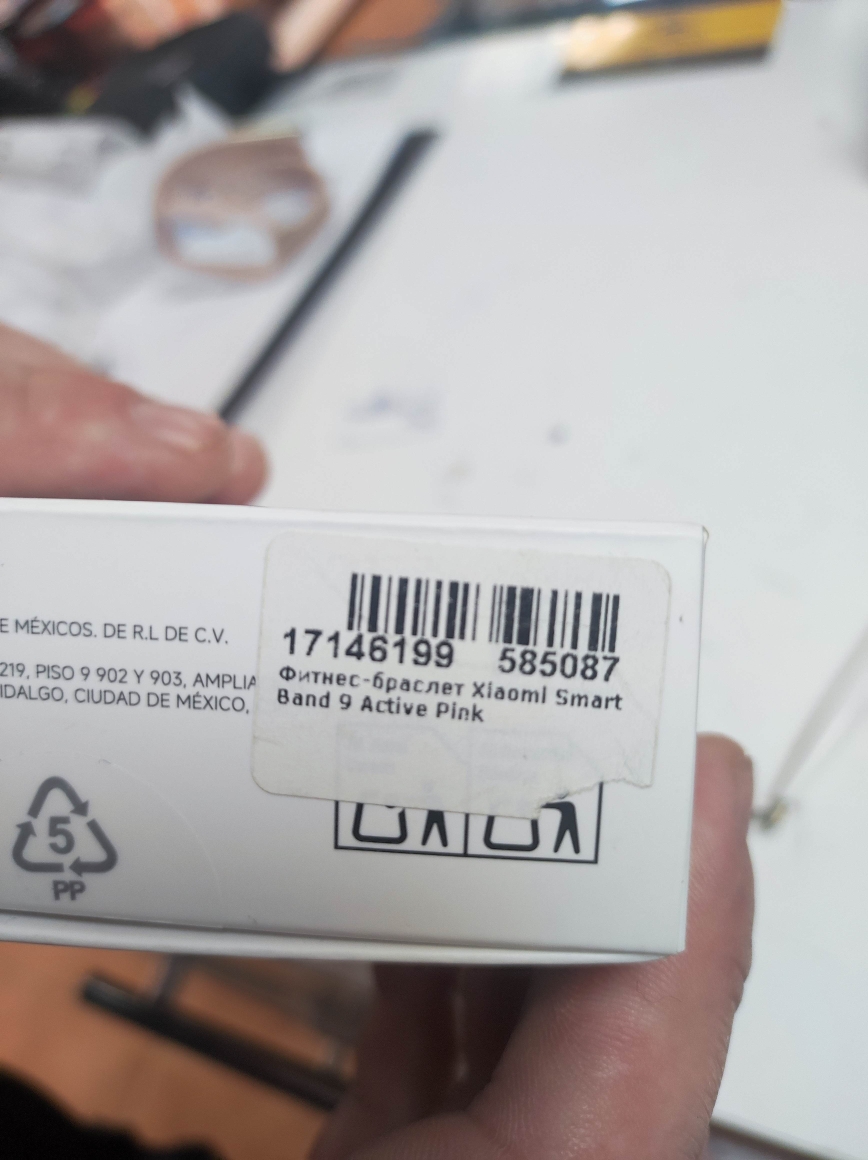 E MÉXICOS. DE R.L DE C.V.
219, PISO 9 902 Y 903, AMPLIA
IDALGO, CIUDAD DE MÉXICO,
17146199 585087
Фитнес-браслет Xiaomi Smart
Band 9 Active Pink
5
PP